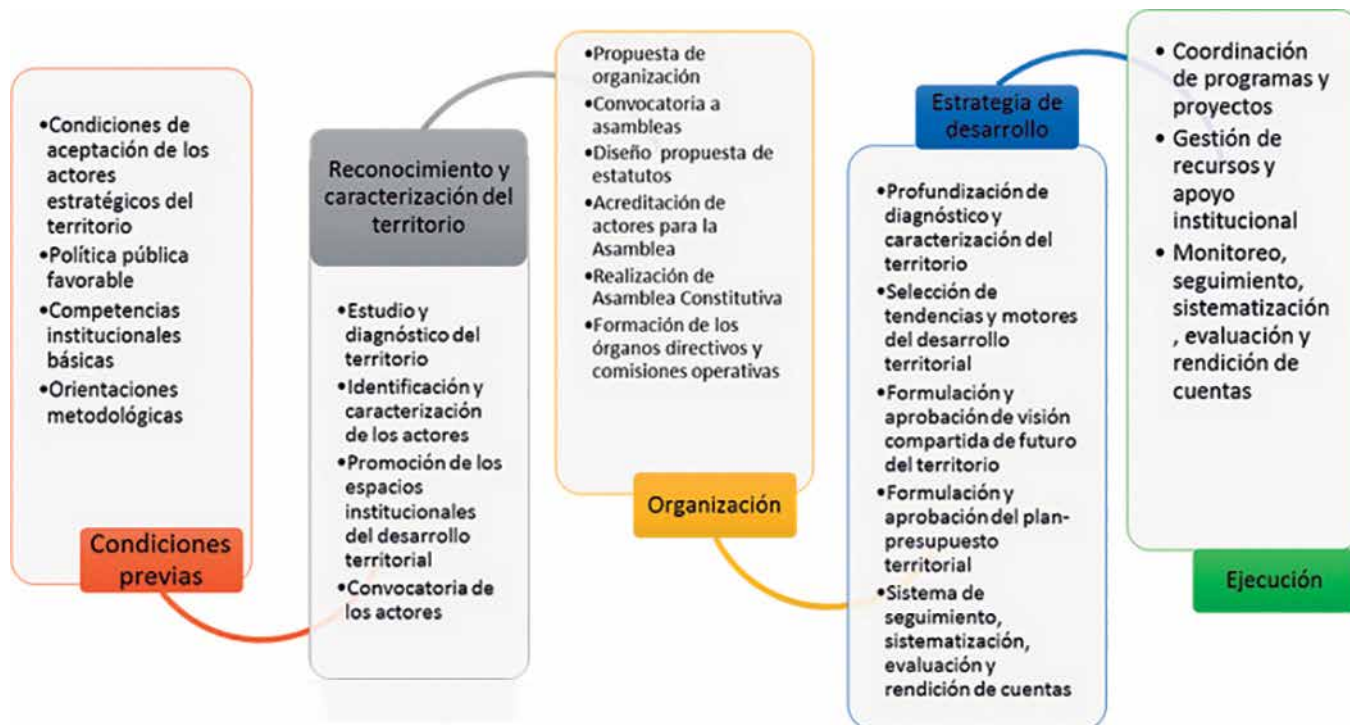 •Condiciones de
aceptación de los
actores
estratégicos del
territorio
•Política pública
favorable
•Competencias
institucionales
básicas
•Orientaciones
metodológicas
Condiciones
previas
Reconocimiento y
caracterización del
territorio
•Estudio y
diagnóstico del
territorio
•Identificación y
caracterización
de los actores
•Promoción de los
espacios
institucionales
del desarrollo
territorial
•Convocatoria de
los actores
•Propuesta de
organización
•Convocatoria a
asambleas
•Diseño propuesta de
estatutos
•Acreditación de
actores para la
Asamblea
•Realización de
Asamblea Constitutiva
•Formación de los
órganos directivos y
comisiones operativas
Organización
Estrategia de
desarrollo
•Profundización de
diagnóstico y
caracterización del
territorio
•Selección de
tendencias y motores
del desarrollo
territorial
•Formulación y
aprobación de visión
compartida de futuro
del territorio
•Formulación y
aprobación del plan-
presupuesto
territorial
•Sistema de
seguimiento,
sistematización,
evaluación y
rendición de cuentas
• Coordinación
de programas y
proyectos
• Gestión de
recursos y
apoyo
institucional
• Monitoreo,
seguimiento,
sistematización
, evaluación y
rendición de
cuentas
Ejecución